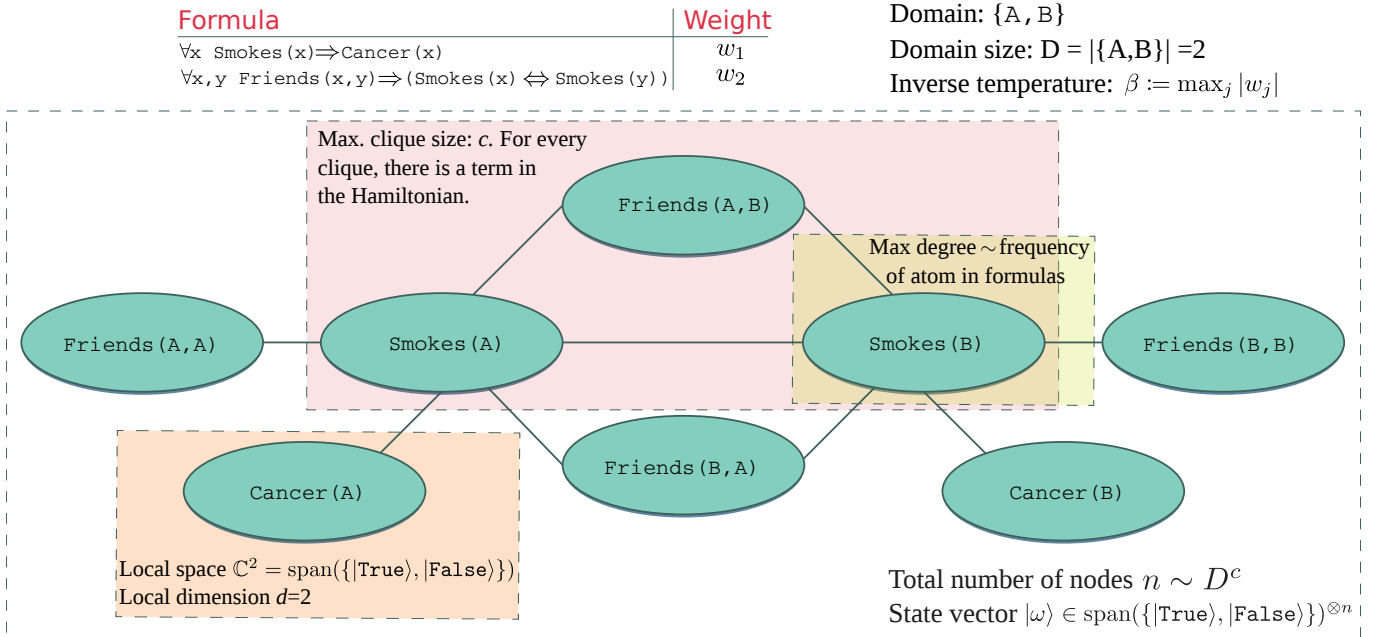 Formula Weight
∀x Smokes(x)⇒Cancer(x) w₁
∀x,y Friends(x,y)⇒(Smokes(x) ⇔ Smokes(y)) w₂
Domain: {A,B}
Domain size: D = |{A,B}| =2
Inverse temperature: β := maxⱼ |wⱼ|
Max. clique size: c. For every
clique, there is a term in
the Hamiltonian.
Friends(A,B)
Max degree ∼ frequency
of atom in formulas
Friends(A,A)
Smokes(A)
Smokes(B)
Friends(B,B)
Cancer(A)
Friends(B,A)
Cancer(B)
Local space ℂ² = span({|True⟩, |False⟩})
Local dimension d=2
Total number of nodes n ∼ Dᶜ
State vector |ω⟩ ∈ span({|True⟩, |False⟩})^⊗n